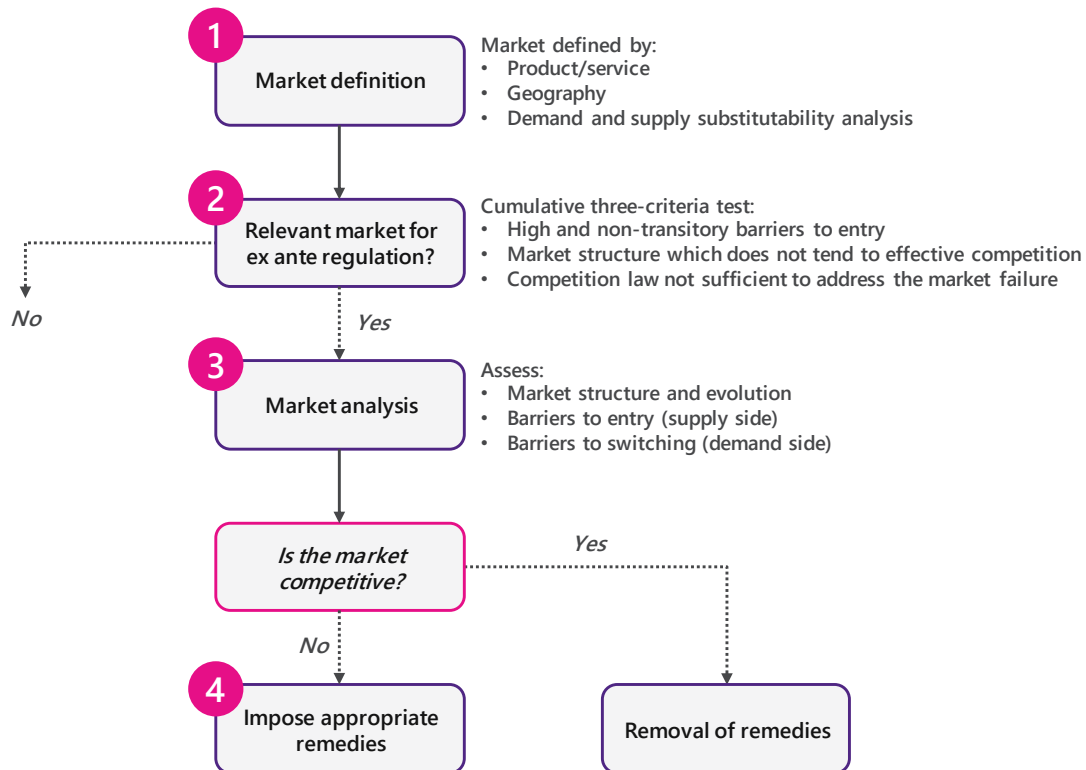 1
Market definition
Market defined by:
• Product/service
• Geography
• Demand and supply substitutability analysis
2
Relevant market for
ex ante regulation?
Cumulative three-criteria test:
• High and non-transitory barriers to entry
• Market structure which does not tend to effective competition
• Competition law not sufficient to address the market failure
No
Yes
3
Market analysis
Assess:
• Market structure and evolution
• Barriers to entry (supply side)
• Barriers to switching (demand side)
Is the market
competitive?
Yes
No
4
Impose appropriate
remedies
Removal of remedies